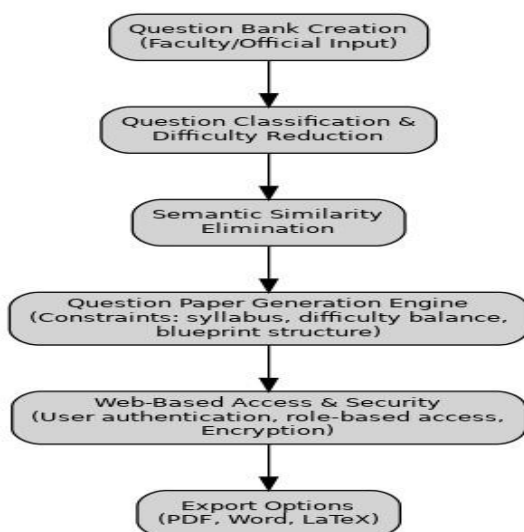 Question Bank Creation
(Faculty/Official Input)
Question Classification &
Difficulty Reduction
Semantic Similarity
Elimination
Question Paper Generation Engine
(Constraints: syllabus, difficulty balance,
blueprint structure)
Web-Based Access & Security
(User authentication, role-based access,
Encryption)
Export Options
(PDF, Word, LaTeX)